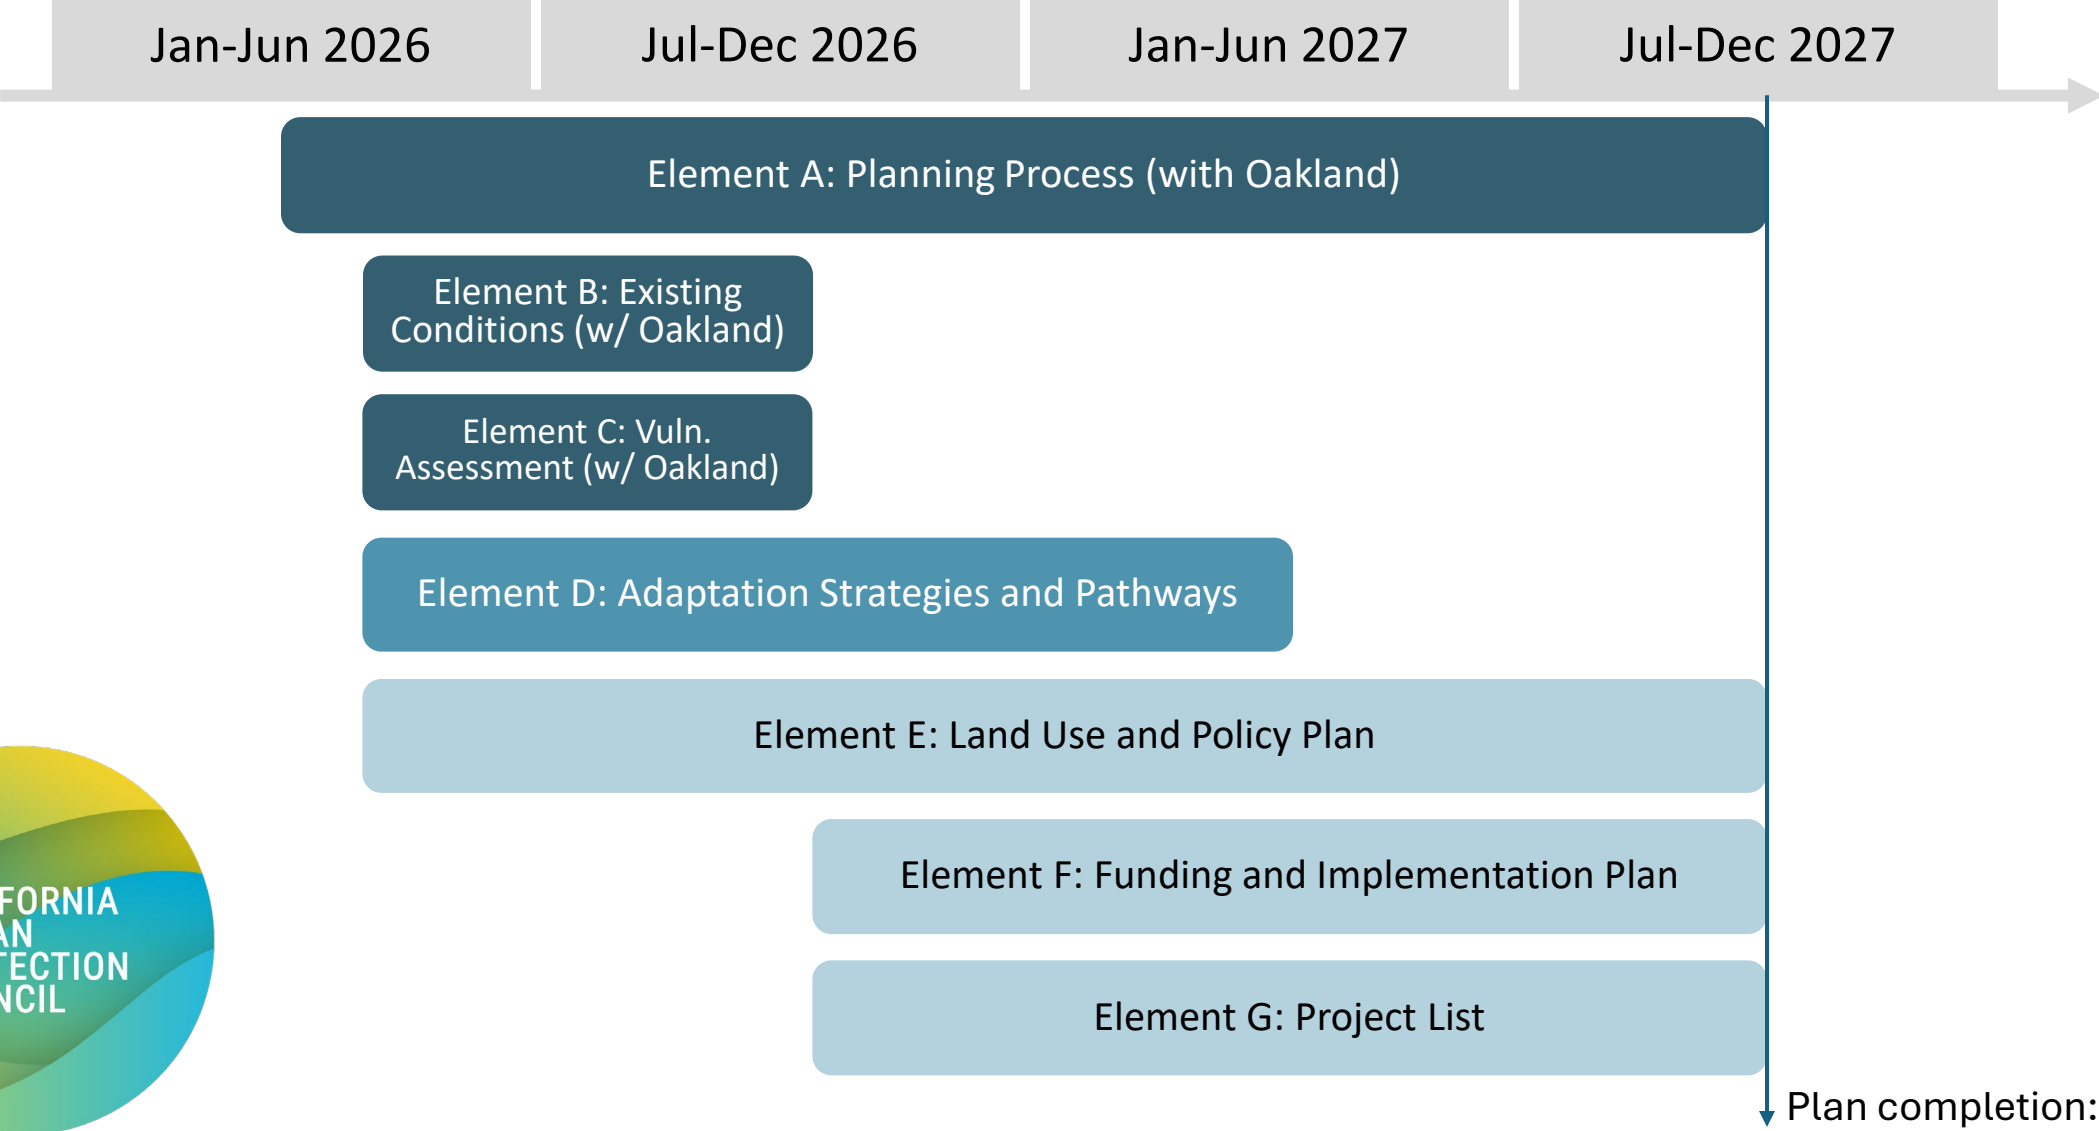 Jan-Jun 2026
Jul-Dec 2026
Jan-Jun 2027
Jul-Dec 2027
Element A: Planning Process (with Oakland)
Element B: Existing
Conditions (w/ Oakland)
Element C: Vuln.
Assessment (w/ Oakland)
Element D: Adaptation Strategies and Pathways
Element E: Land Use and Policy Plan
Element F: Funding and Implementation Plan
Element G: Project List
FORNIA
AN
TECTION
NCIL
Plan completion: